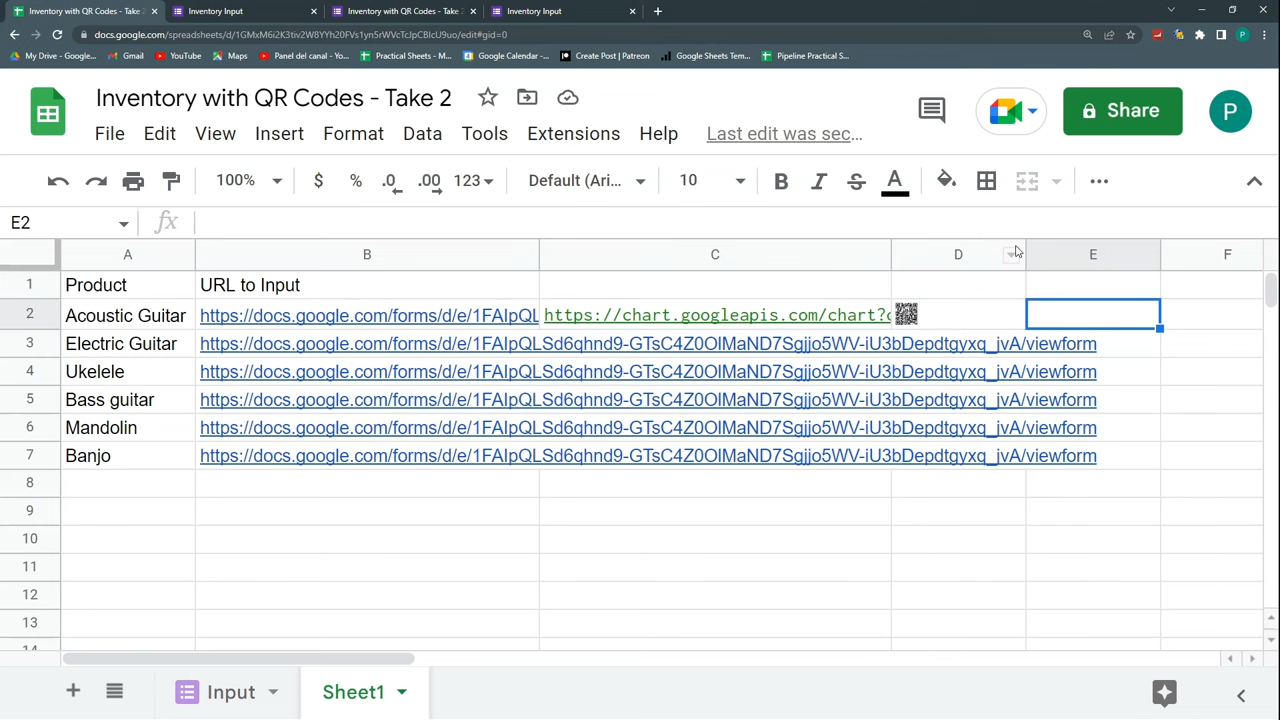 Inventory with QR Codes - Take 2
Inventory Input
Inventory with QR Codes - Take 2
Inventory Input
docs.google.com/spreadsheets/d/1GMxM6i2K3tiv2W8YYh20FVs1yn5rWVcTcJpCBIcU9uo/edit#gid=0
My Drive - Google...
Gmail
YouTube
Maps
Panel del canal - Yo...
Practical Sheets - M...
Google Calendar -...
Create Post | Patreon
Google Sheets Tem...
Pipeline Practical S...
Inventory with QR Codes - Take 2
Share
P
File Edit View Insert Format Data Tools Extensions Help Last edit was sec...
100% $ % .0 .00 123 Default (Ari... 10 B I S A
E2 fx
A B C D E F
1 Product URL to Input
2 Acoustic Guitar https://docs.google.com/forms/d/e/1FAIpQL https://chart.googleapis.com/chart?c
3 Electric Guitar https://docs.google.com/forms/d/e/1FAIpQLSd6qhnd9-GTsC4Z0OlMaND7Sgjjo5WV-iU3bDepdtgyxq_jvA/viewform
4 Ukelele https://docs.google.com/forms/d/e/1FAIpQLSd6qhnd9-GTsC4Z0OlMaND7Sgjjo5WV-iU3bDepdtgyxq_jvA/viewform
5 Bass guitar https://docs.google.com/forms/d/e/1FAIpQLSd6qhnd9-GTsC4Z0OlMaND7Sgjjo5WV-iU3bDepdtgyxq_jvA/viewform
6 Mandolin https://docs.google.com/forms/d/e/1FAIpQLSd6qhnd9-GTsC4Z0OlMaND7Sgjjo5WV-iU3bDepdtgyxq_jvA/viewform
7 Banjo https://docs.google.com/forms/d/e/1FAIpQLSd6qhnd9-GTsC4Z0OlMaND7Sgjjo5WV-iU3bDepdtgyxq_jvA/viewform
8
9
10
11
12
13
14
Input Sheet1